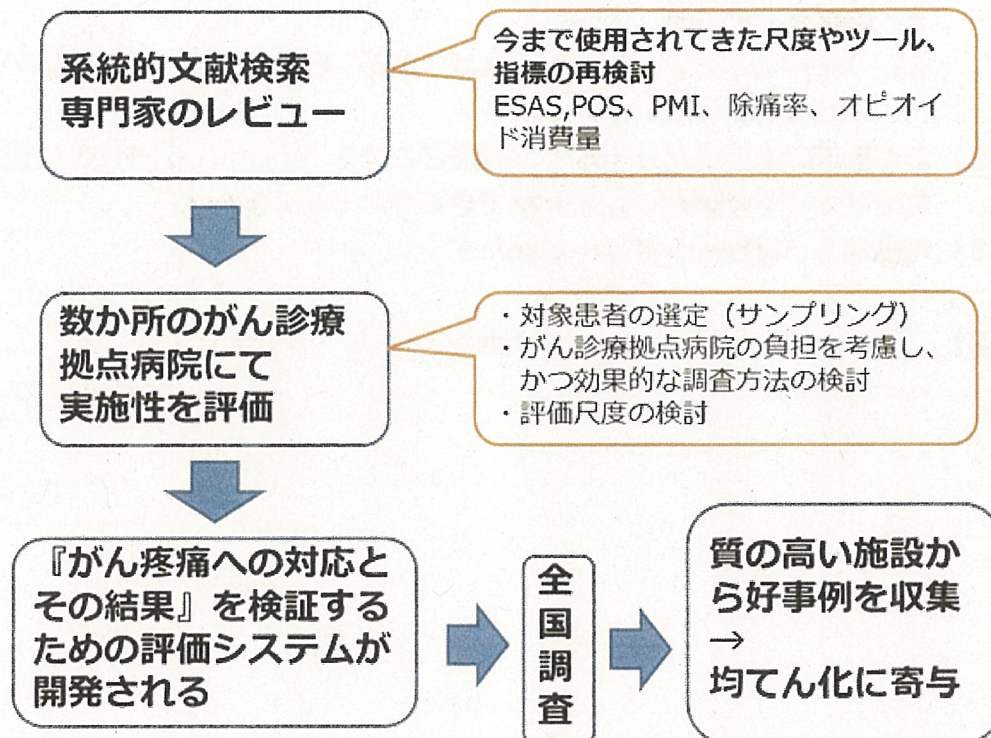 系統的文献検索
専門家のレビュー
今まで使用されてきた尺度やツール、
指標の再検討
ESAS,POS、PMI、除痛率、オピオイ
ド消費量
数か所のがん診療
拠点病院にて
実施性を評価
・対象患者の選定（サンプリング）
・がん診療拠点病院の負担を考慮し、
かつ効果的な調査方法の検討
・評価尺度の検討
『がん疼痛への対応と
その結果』を検証する
ための評価システムが
開発される
全国調査
質の高い施設か
ら好事例を収集
→
均てん化に寄与